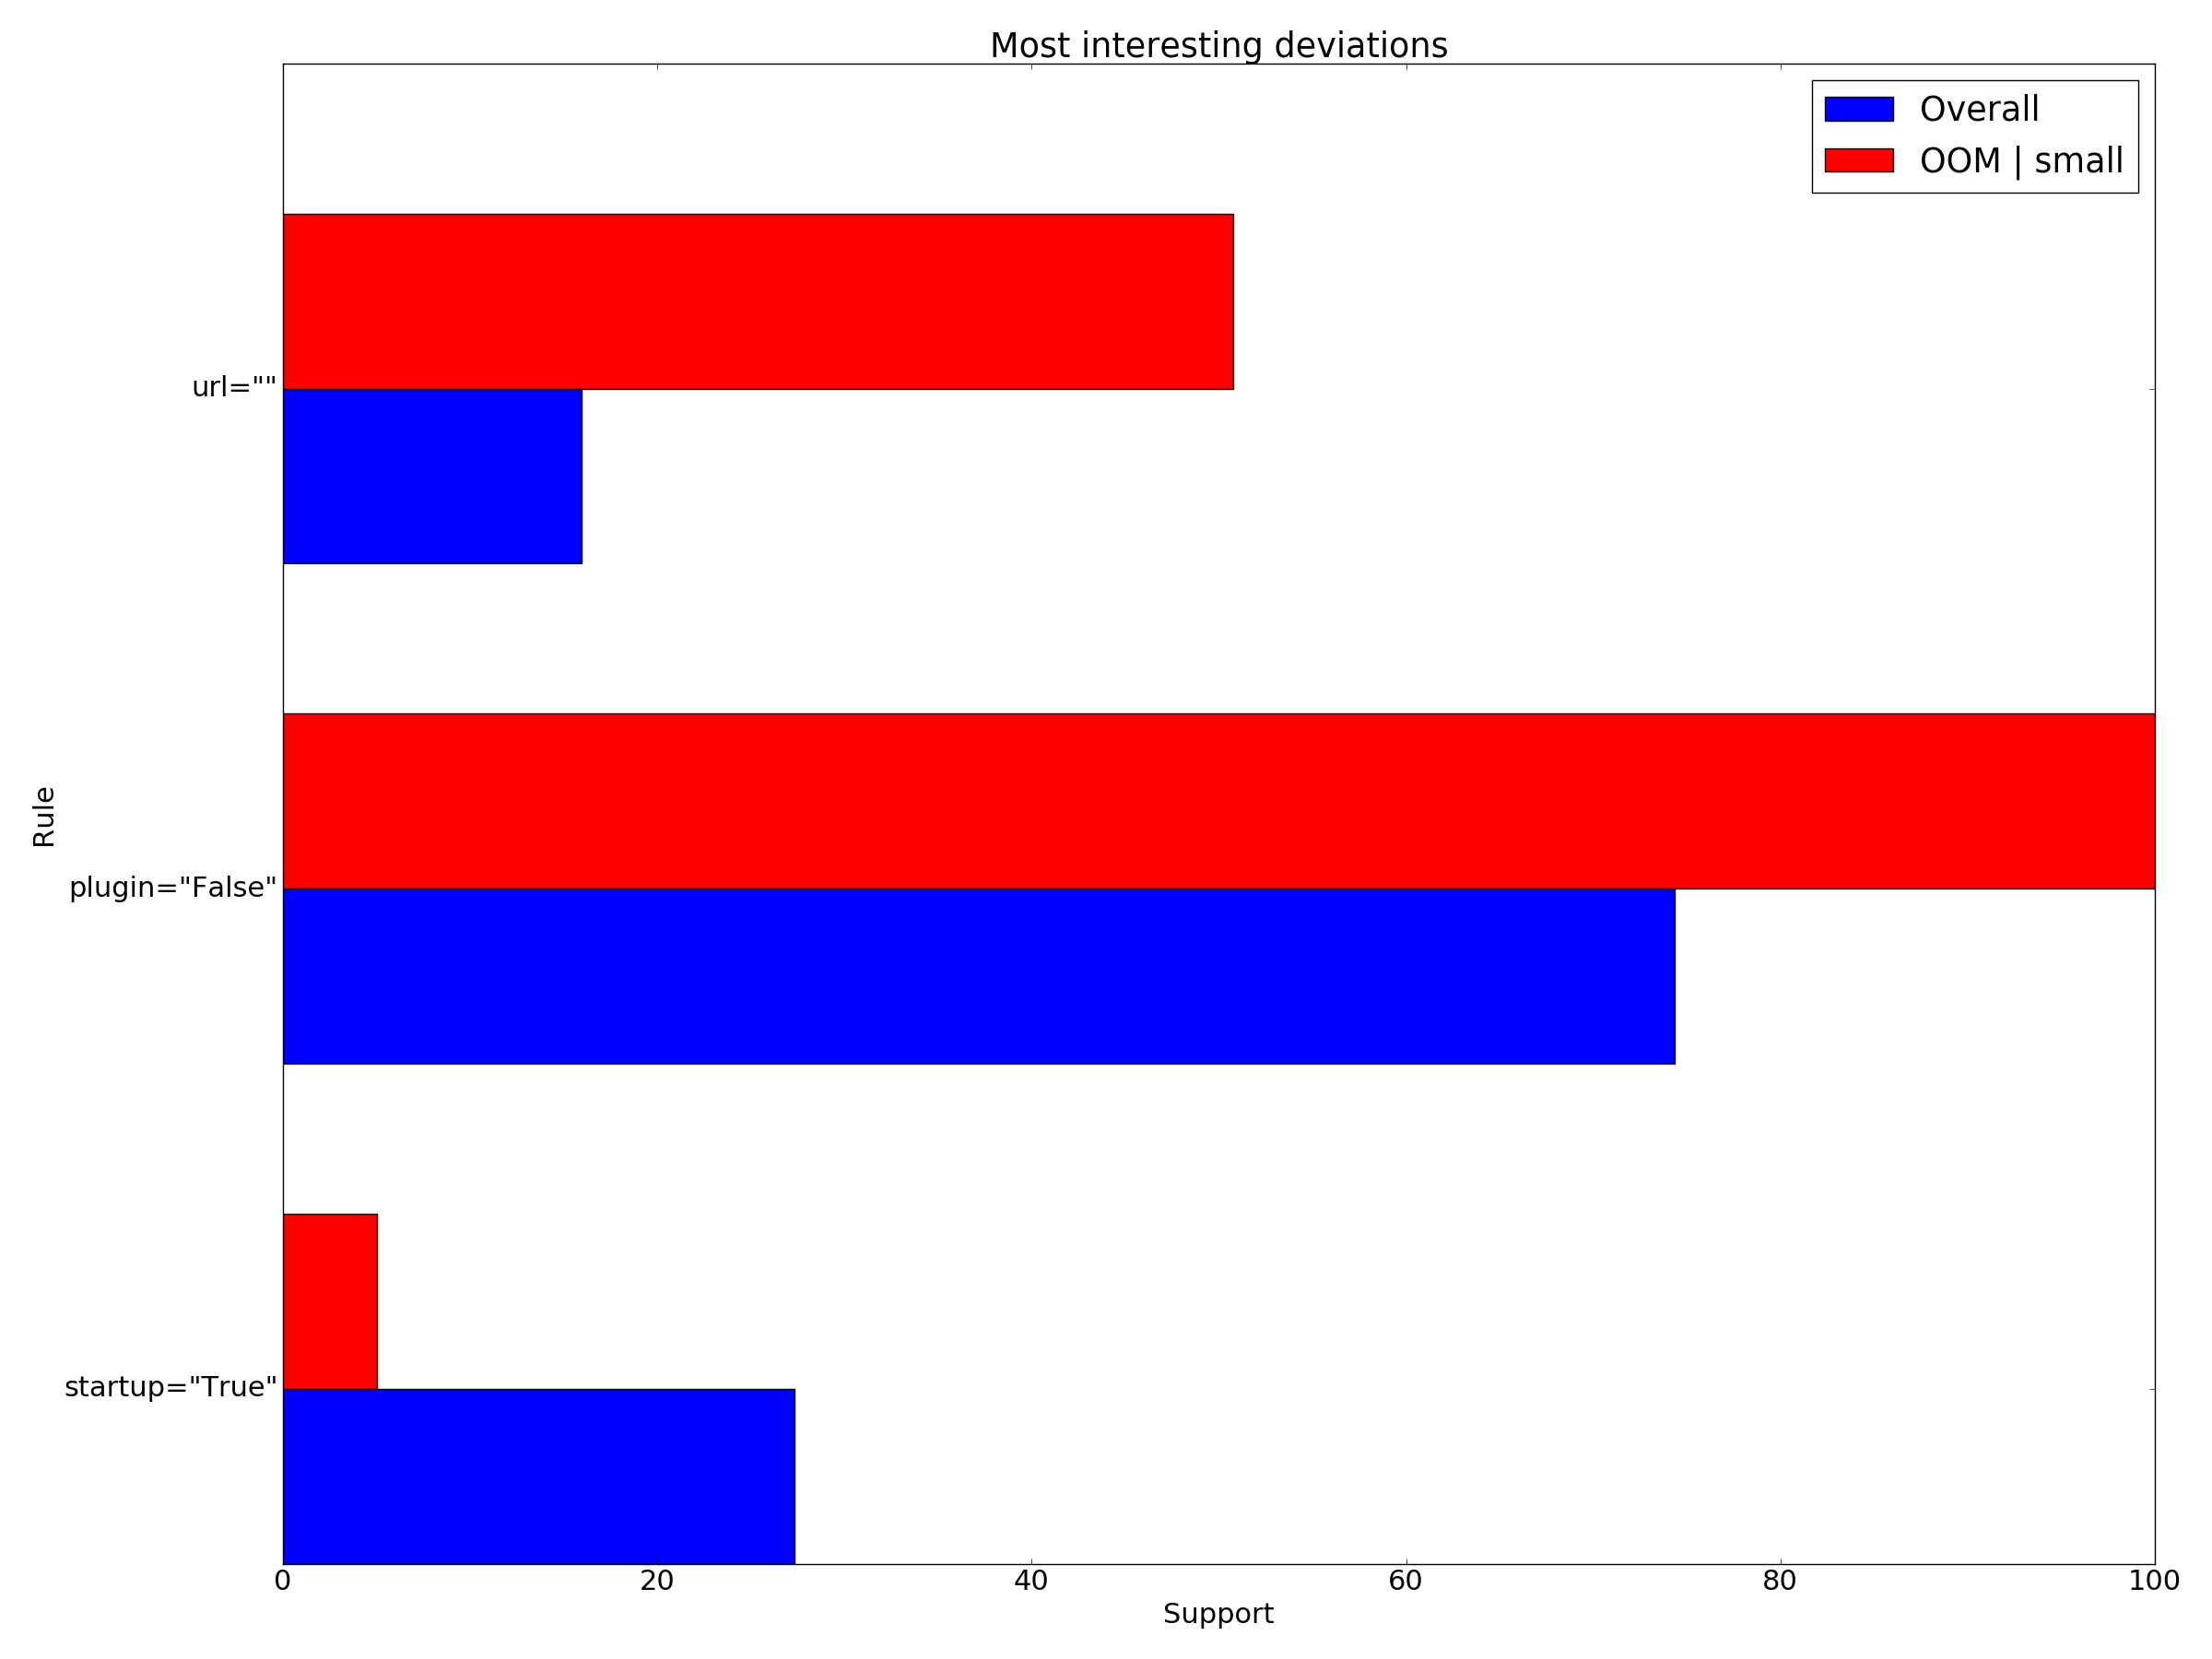 Most interesting deviations
Overall
OOM | small
url=""
plugin="False"
startup="True"
Rule
0 20 40 60 80 100
Support